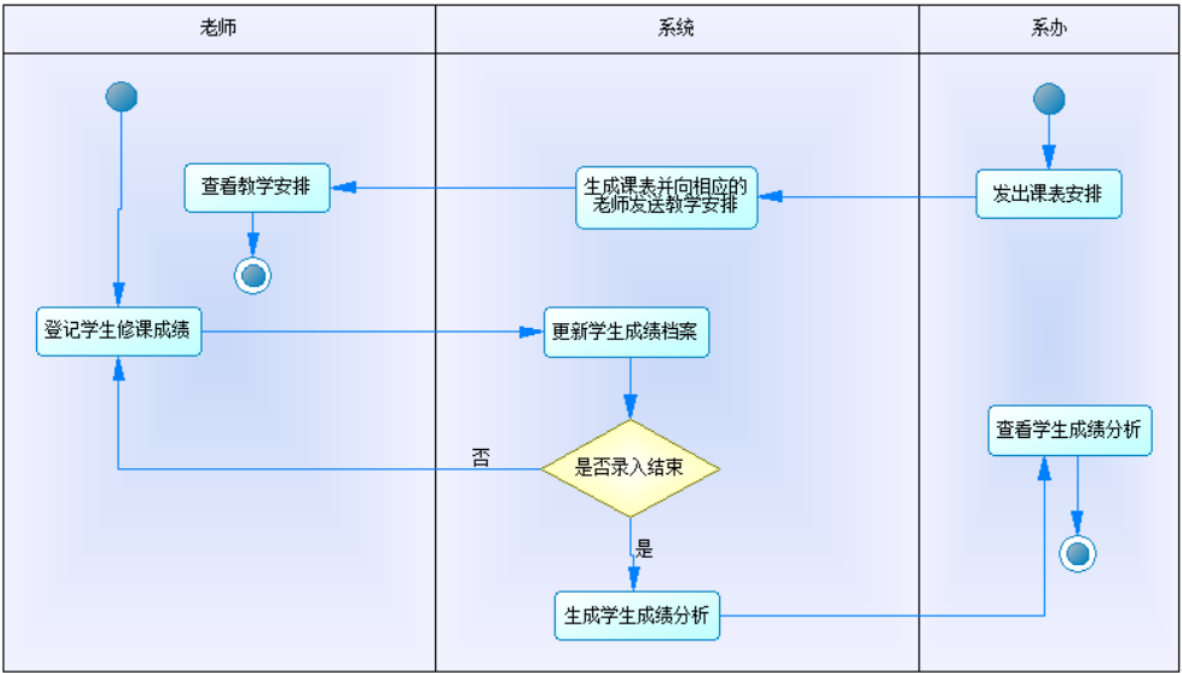 老师
系统
系办
查看教学安排
生成课表并向相应的
老师发送教学安排
发出课表安排
登记学生修课成绩
更新学生成绩档案
查看学生成绩分析
否
是否录入结束
是
生成学生成绩分析